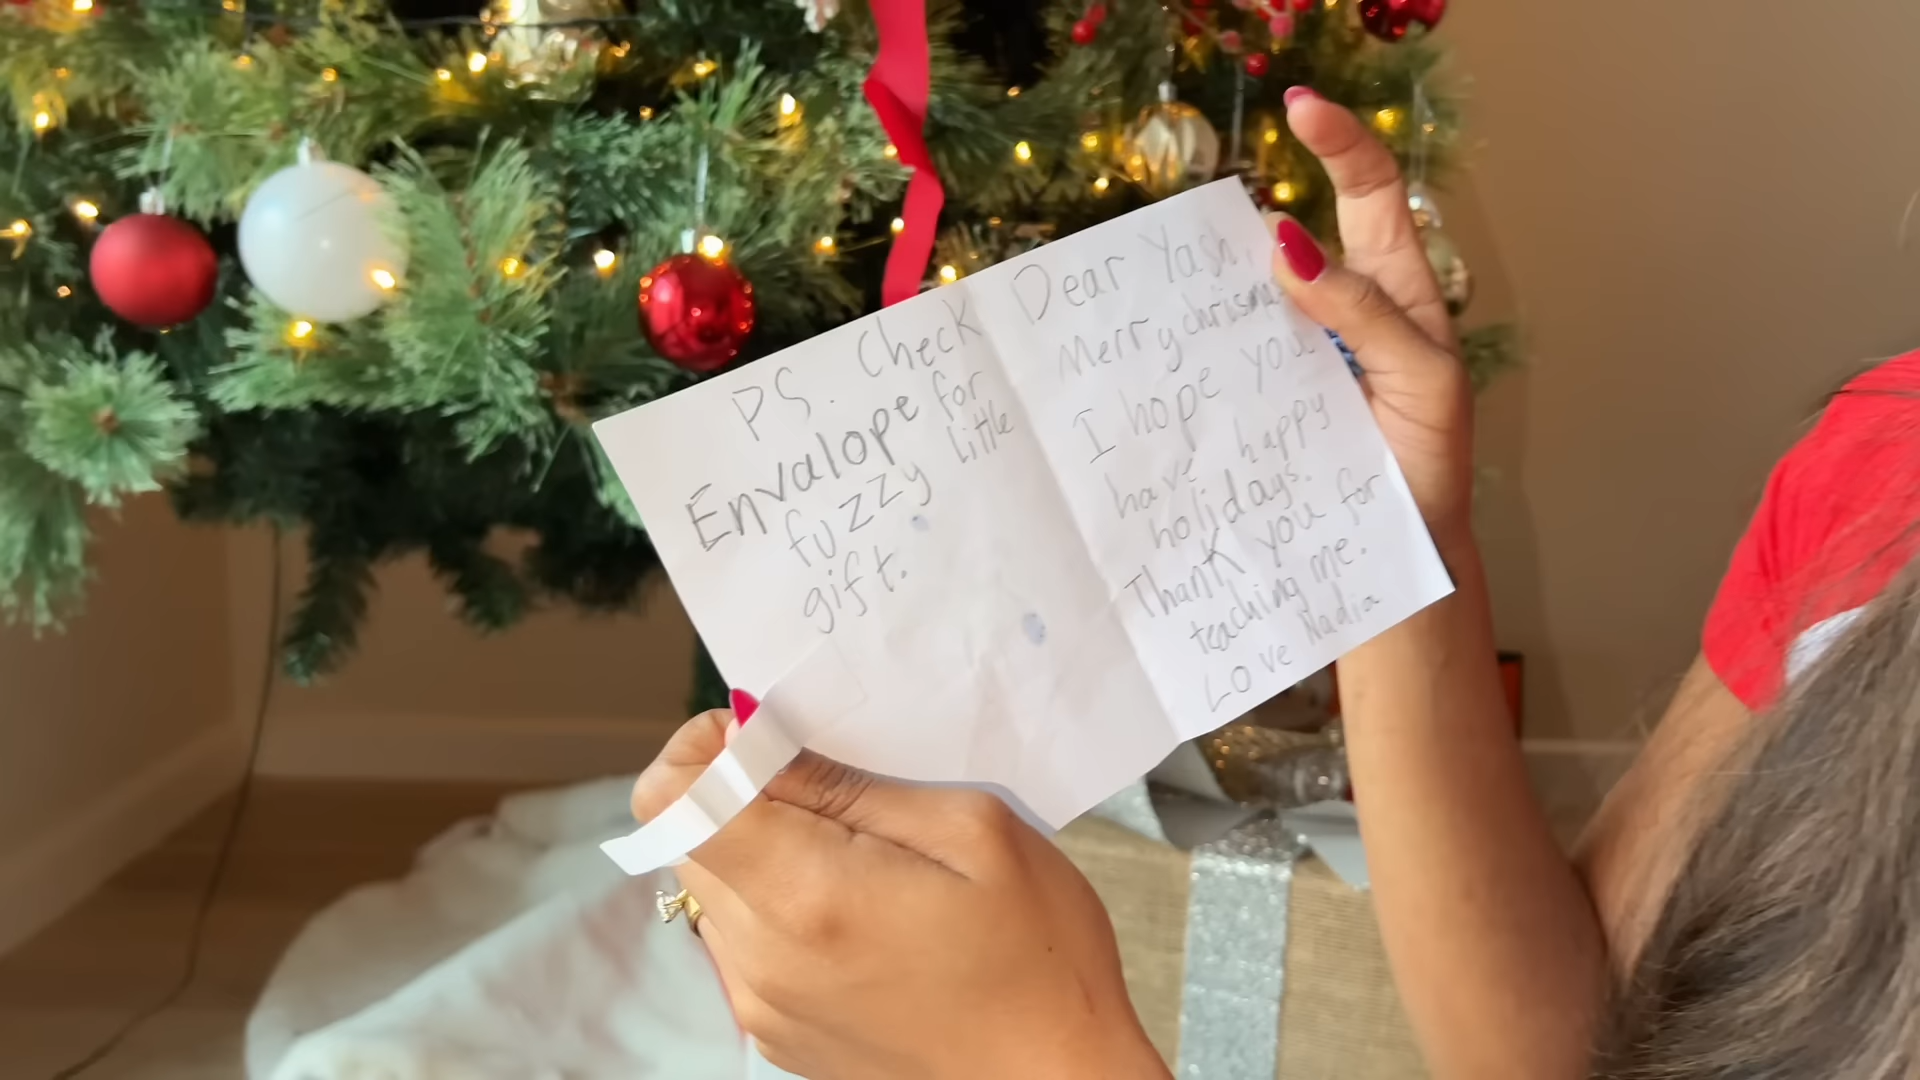 PS. Check
Envalope for
fuzzy little
gift.
Dear Yash,
Merry chrisma
I hope you
have happy
holidays.
Thank you for
teaching me.
Love Nadia